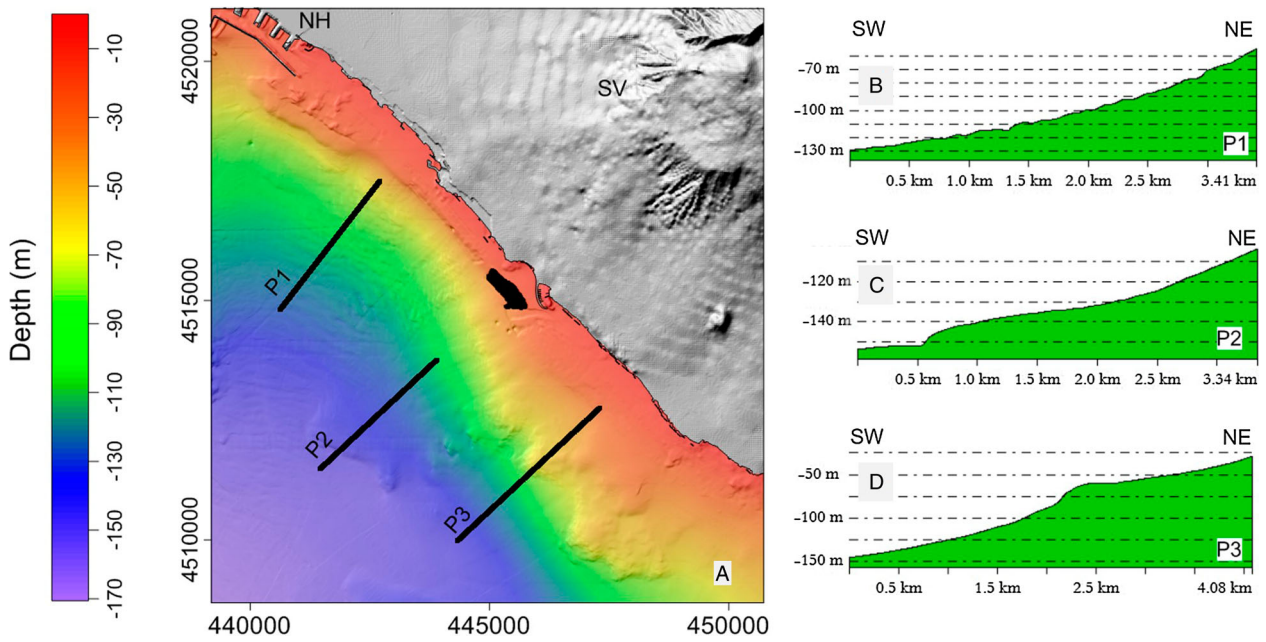 Depth (m)
-10
-30
-50
-70
-90
-110
-130
-150
-170
4520000
4515000
4510000
440000
445000
450000
NH
SV
P1
P2
P3
A
SW
NE
B
-70 m
-100 m
-130 m
P1
0.5 km 1.0 km 1.5 km 2.0 km 2.5 km 3.41 km
SW
NE
C
-120 m
-140 m
P2
0.5 km 1.0 km 1.5 km 2.0 km 2.5 km 3.34 km
SW
NE
D
-50 m
-100 m
-150 m
P3
0.5 km 1.5 km 2.5 km 4.08 km